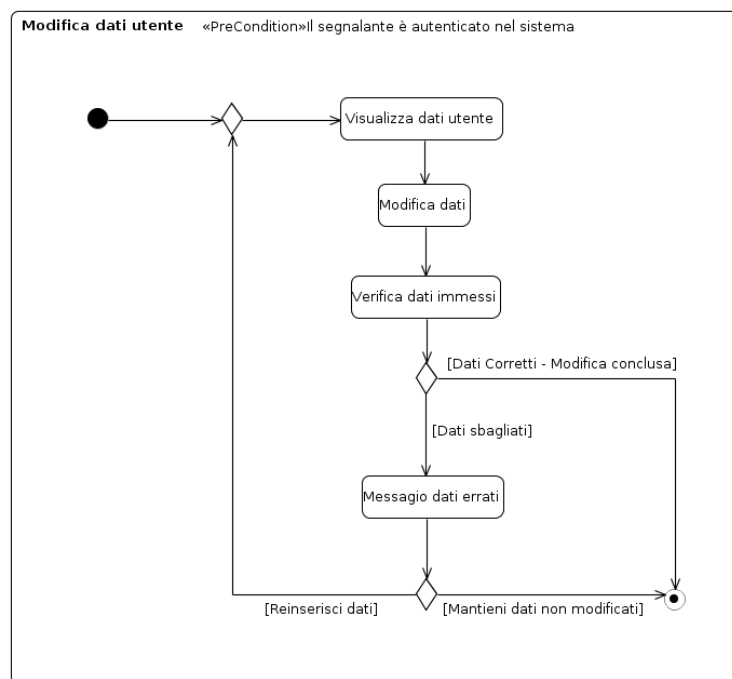 Modifica dati utente «PreCondition»Il segnalante è autenticato nel sistema
Visualizza dati utente
Modifica dati
Verifica dati immessi
[Dati Corretti - Modifica conclusa]
[Dati sbagliati]
Messagio dati errati
[Reinserisci dati]
[Mantieni dati non modificati]